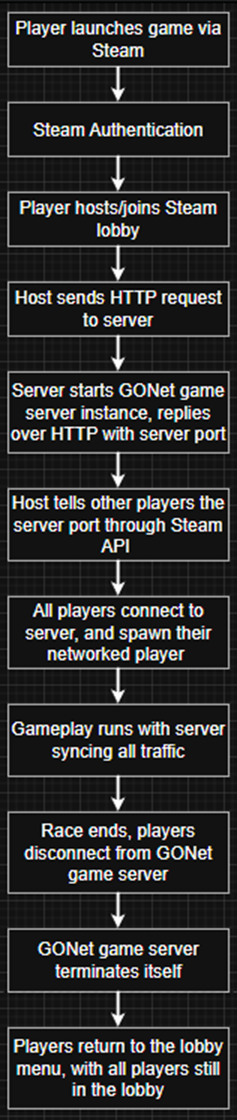 Player launches game via
Steam
Steam Authentication
Player hosts/joins Steam
lobby
Host sends HTTP request
to server
Server starts GONet game
server instance, replies
over HTTP with server port
Host tells other players the
server port through Steam
API
All players connect to
server, and spawn their
networked player
Gameplay runs with server
syncing all traffic
Race ends, players
disconnect from GONet
game server
GONet game server
terminates itself
Players return to the lobby
menu, with all players still
in the lobby